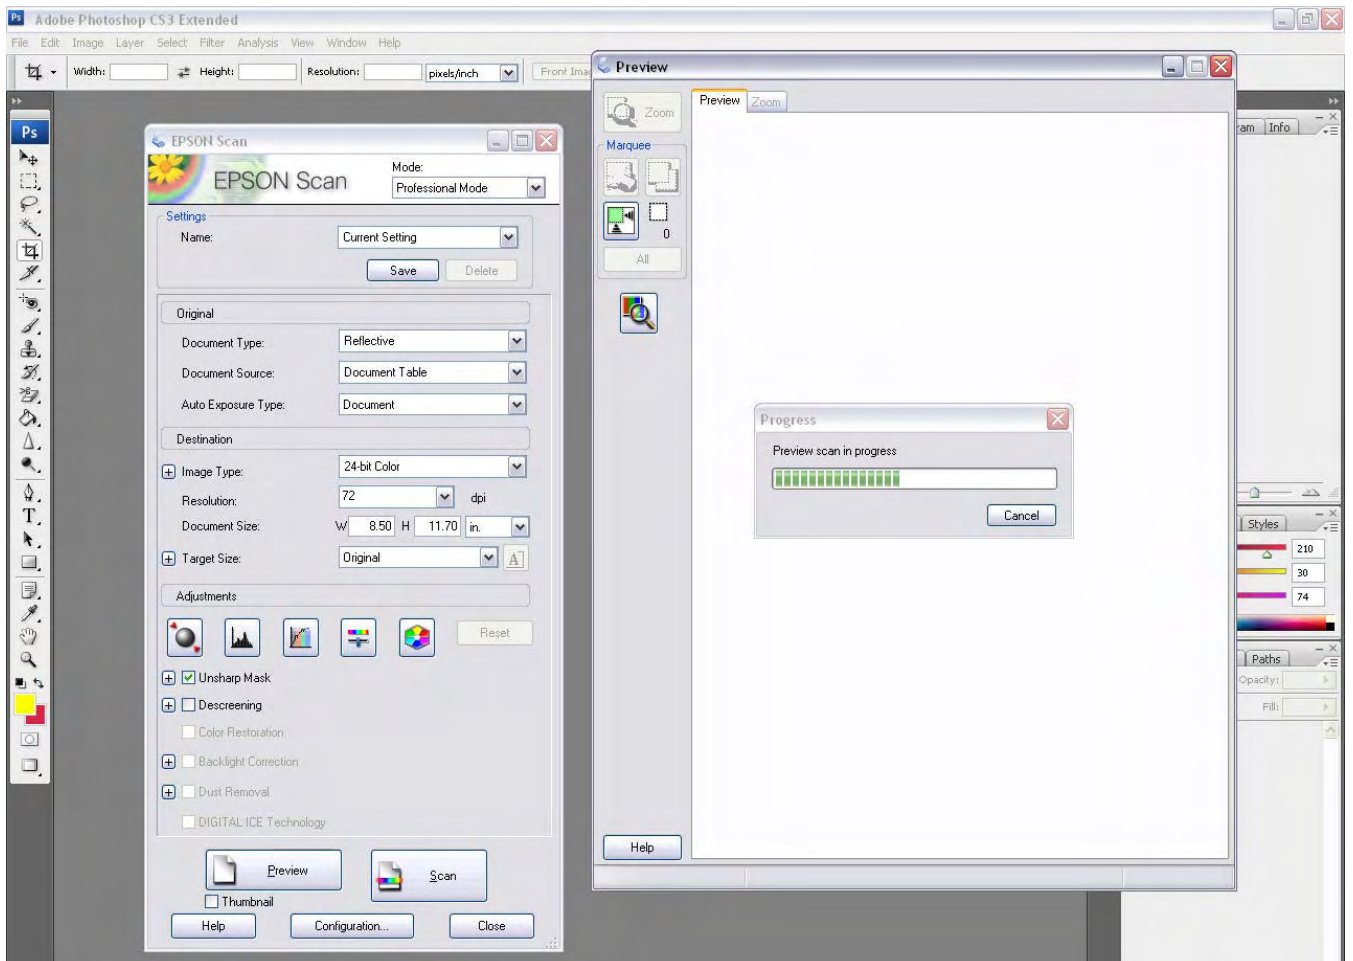 Ps Adobe Photoshop CS3 Extended
File Edit Image Layer Select Filter Analysis View Window Help
Width: Height: Resolution: pixels/inch Front Imag
Ps
EPSON Scan
EPSON Scan
Mode:
Professional Mode
Settings
Name: Current Setting
Save Delete
Original
Document Type: Reflective
Document Source: Document Table
Auto Exposure Type: Document
Destination
Image Type: 24-bit Color
Resolution: 72 dpi
Document Size: W 8.50 H 11.70 in.
Target Size: Original A
Adjustments
Reset
Unsharp Mask
Descreening
Color Restoration
Backlight Correction
Dust Removal
DIGITAL ICE Technology
Preview Scan
Thumbnail
Help Configuration... Close
Preview
Zoom
Preview Zoom
Marquee
0
All
Progress
Preview scan in progress
Cancel
Help
ram Info
Styles
210
30
74
Paths
Opacity:
Fill:
T